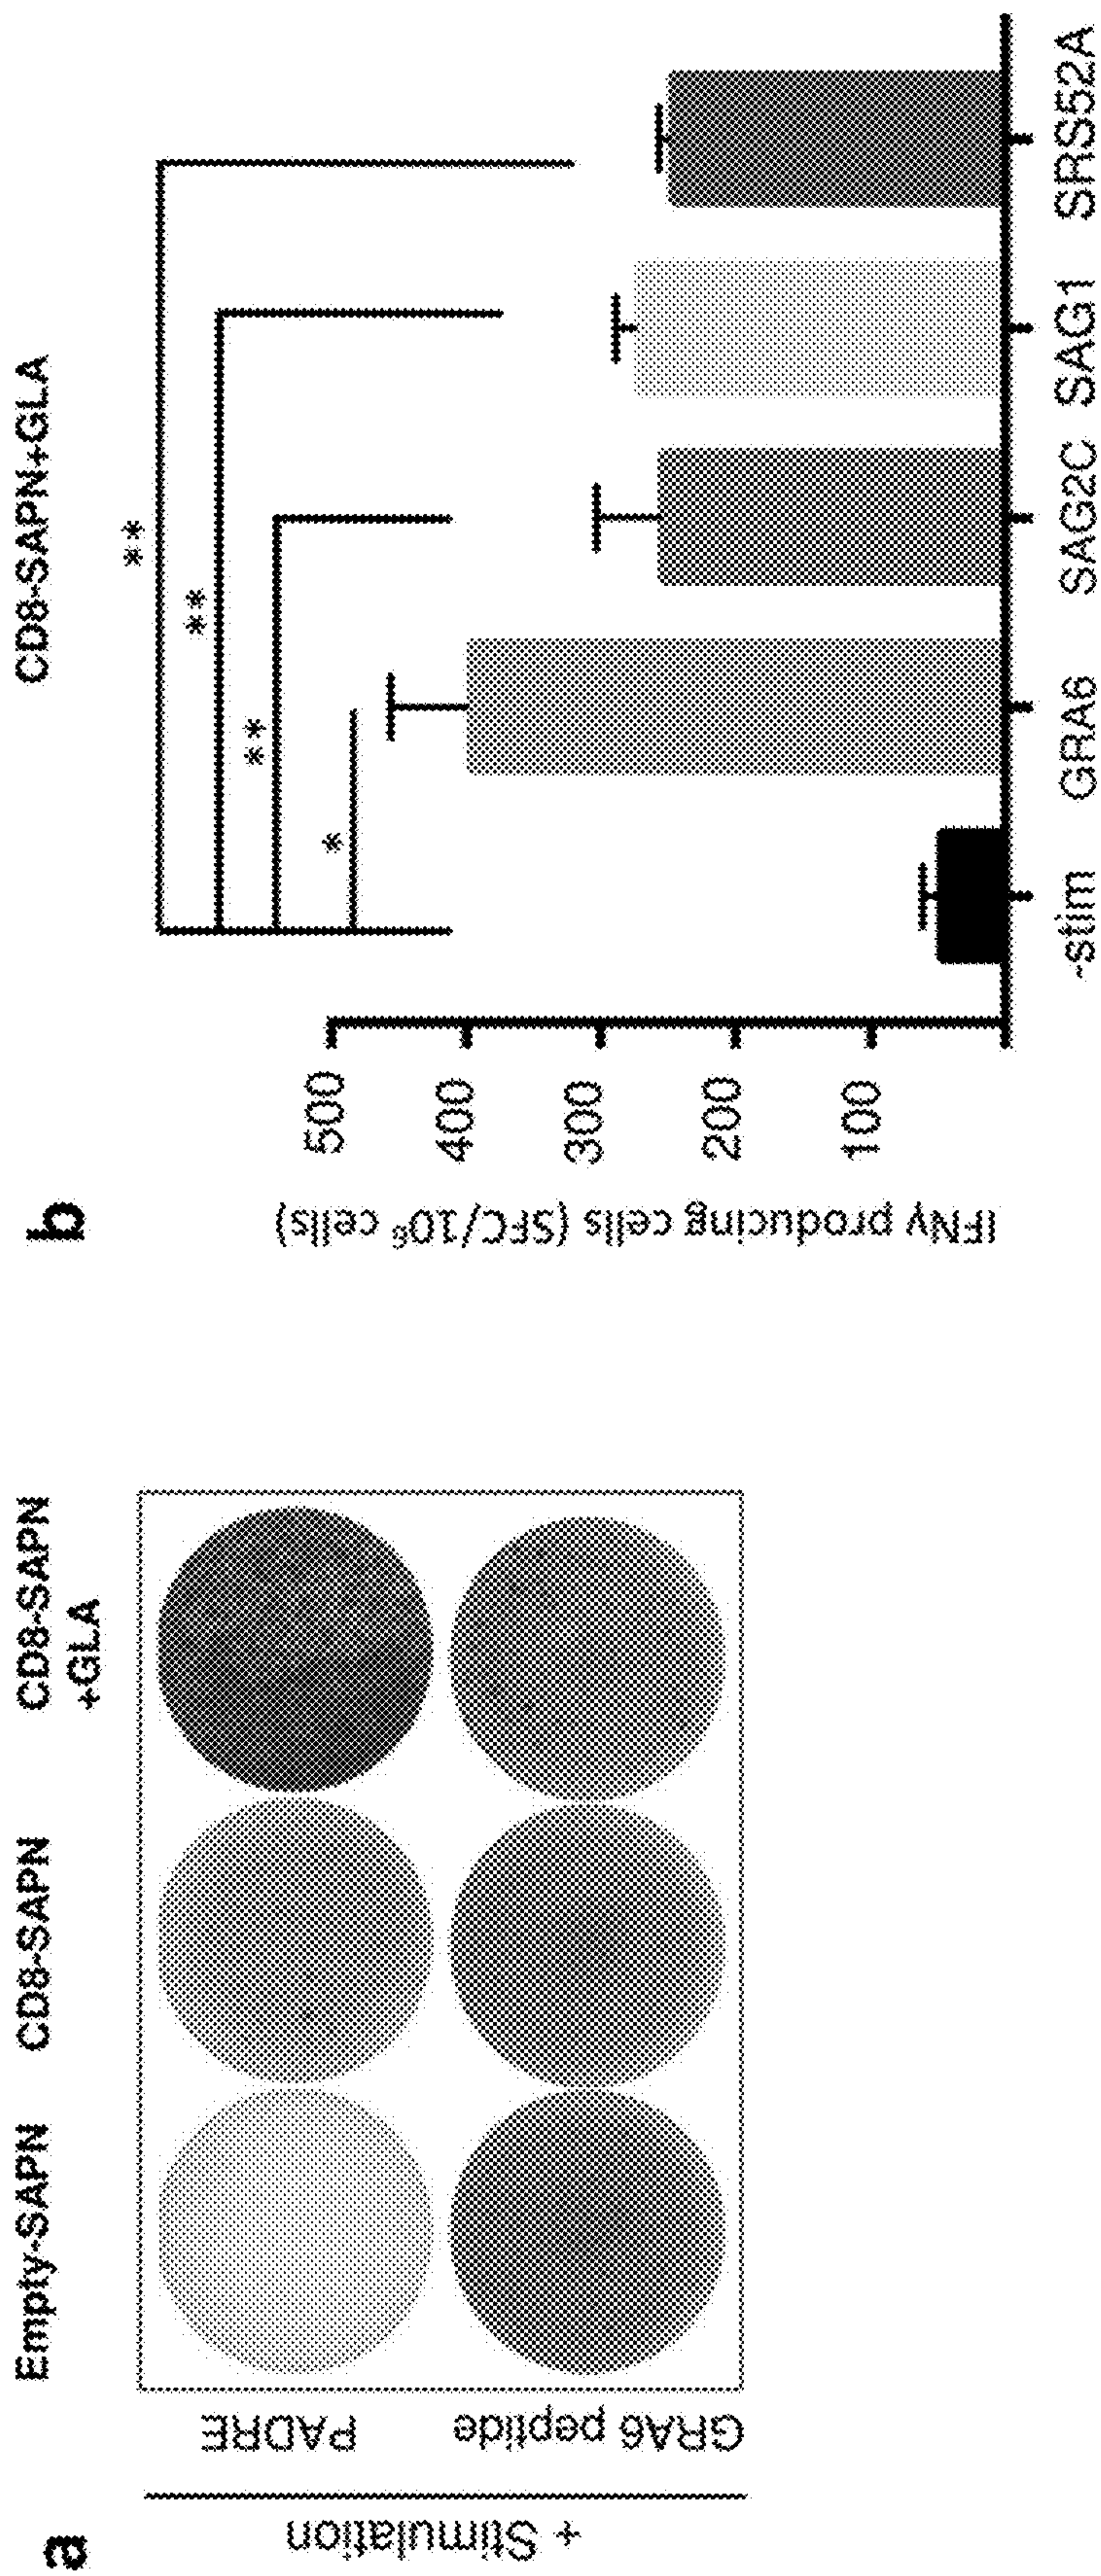 a
Empty-SAPN
CD8-SAPN
CD8-SAPN
+GLA
+ Stimulation
PADRE
GRA6 peptide
b
CD8-SAPN+GLA
IFNγ producing cells (SFC/10⁶ cells)
500
400
300
200
100
**
**
**
*
-stim
GRA6
SAG2C
SAG1
SRS52A